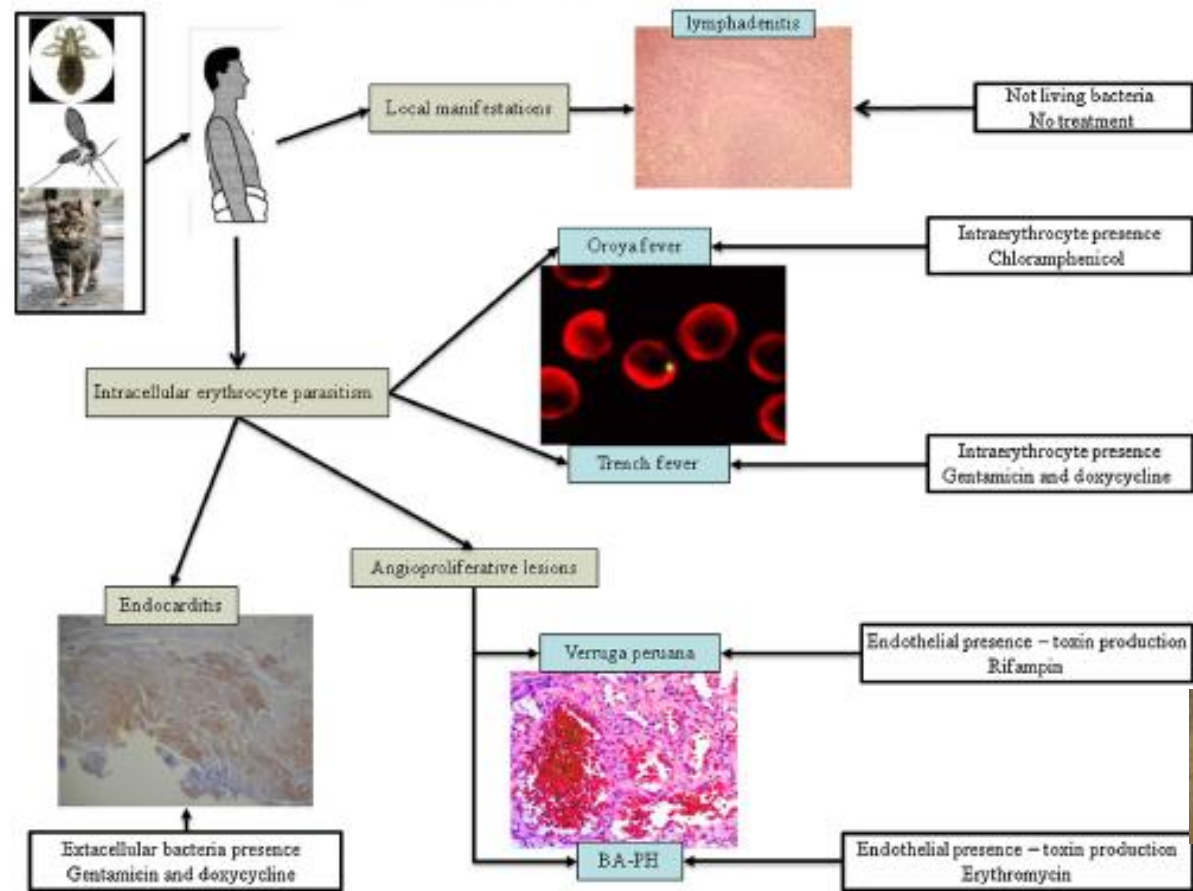 lymphadenitis
Local manifestations
Not living bacteria
No treatment
Oroya fever
Intraerythrocyte presence
Chloramphenicol
Intracellular erythrocyte parasitism
Trench fever
Intraerythrocyte presence
Gentamicin and doxycycline
Angioproliferative lesions
Endocarditis
Verruga peruana
Endothelial presence – toxin production
Rifampin
Extacellular bacteria presence
Gentamicin and doxycycline
BA-PH
Endothelial presence – toxin production
Erythromycin